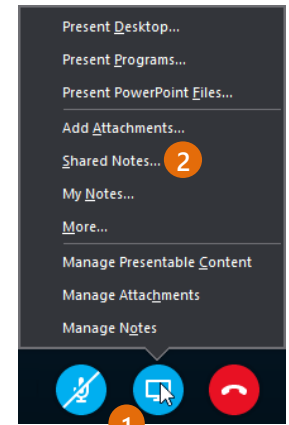 Present Desktop...
Present Programs...
Present PowerPoint Files...
Add Attachments...
Shared Notes... 2
My Notes...
More...
Manage Presentable Content
Manage Attachments
Manage Notes
1